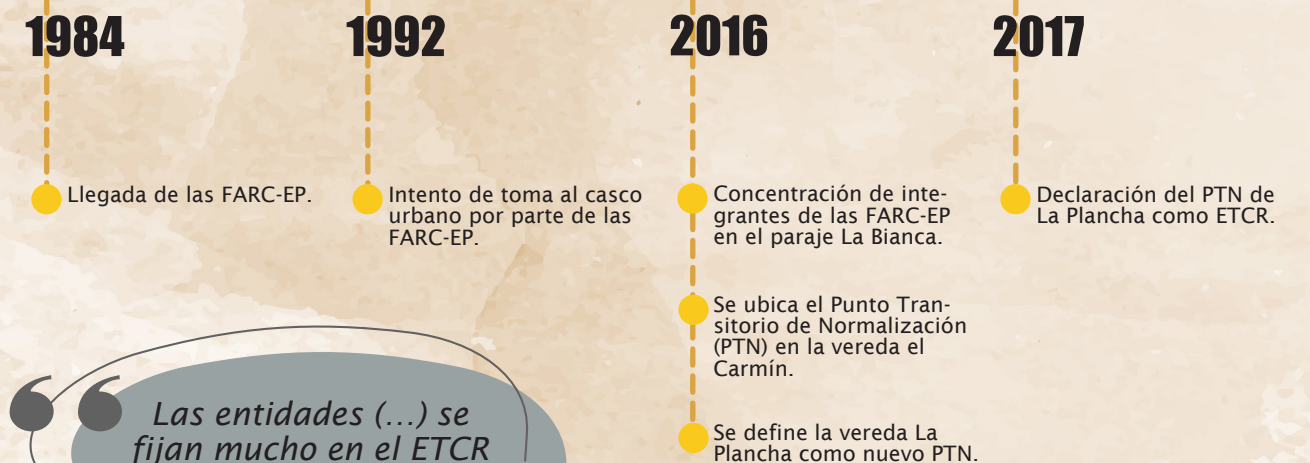 1984
Llegada de las FARC-EP.
1992
Intento de toma al casco
urbano por parte de las
FARC-EP.
2016
Concentración de inte-
grantes de las FARC-EP
en el paraje La Bianca.
Se ubica el Punto Tran-
sitorio de Normalización
(PTN) en la vereda el
Carmín.
Se define la vereda La
Plancha como nuevo PTN.
2017
Declaración del PTN de
La Plancha como ETCR.
“Las entidades (...) se
fijan mucho en el ETCR